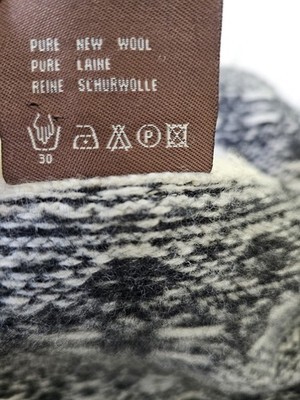 PURE NEW WOOL
PURE LAINE
REINE SCHURWOLLE
30
P